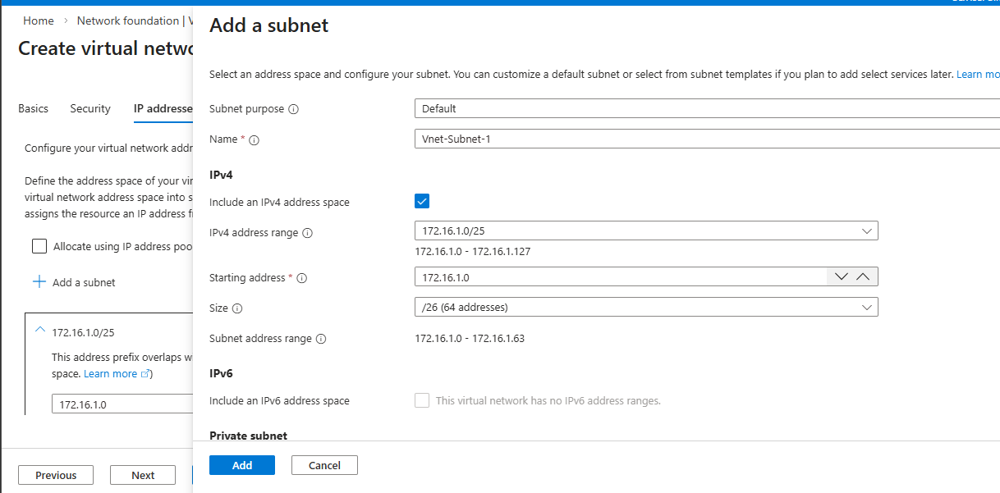 Home > Network foundation | V
Create virtual netwo
Basics Security IP addresse
Configure your virtual network addr
Define the address space of your vir
virtual network address space into s
assigns the resource an IP address f
Allocate using IP address poo
+ Add a subnet
172.16.1.0/25
This address prefix overlaps w
space. Learn more)
172.16.1.0
Previous Next
Add a subnet
Select an address space and configure your subnet. You can customize a default subnet or select from subnet templates if you plan to add select services later. Learn mo
Subnet purpose Default
Name * Vnet-Subnet-1
IPv4
Include an IPv4 address space
IPv4 address range 172.16.1.0/25
172.16.1.0 - 172.16.1.127
Starting address * 172.16.1.0
Size /26 (64 addresses)
Subnet address range 172.16.1.0 - 172.16.1.63
IPv6
Include an IPv6 address space This virtual network has no IPv6 address ranges.
Private subnet
Add Cancel